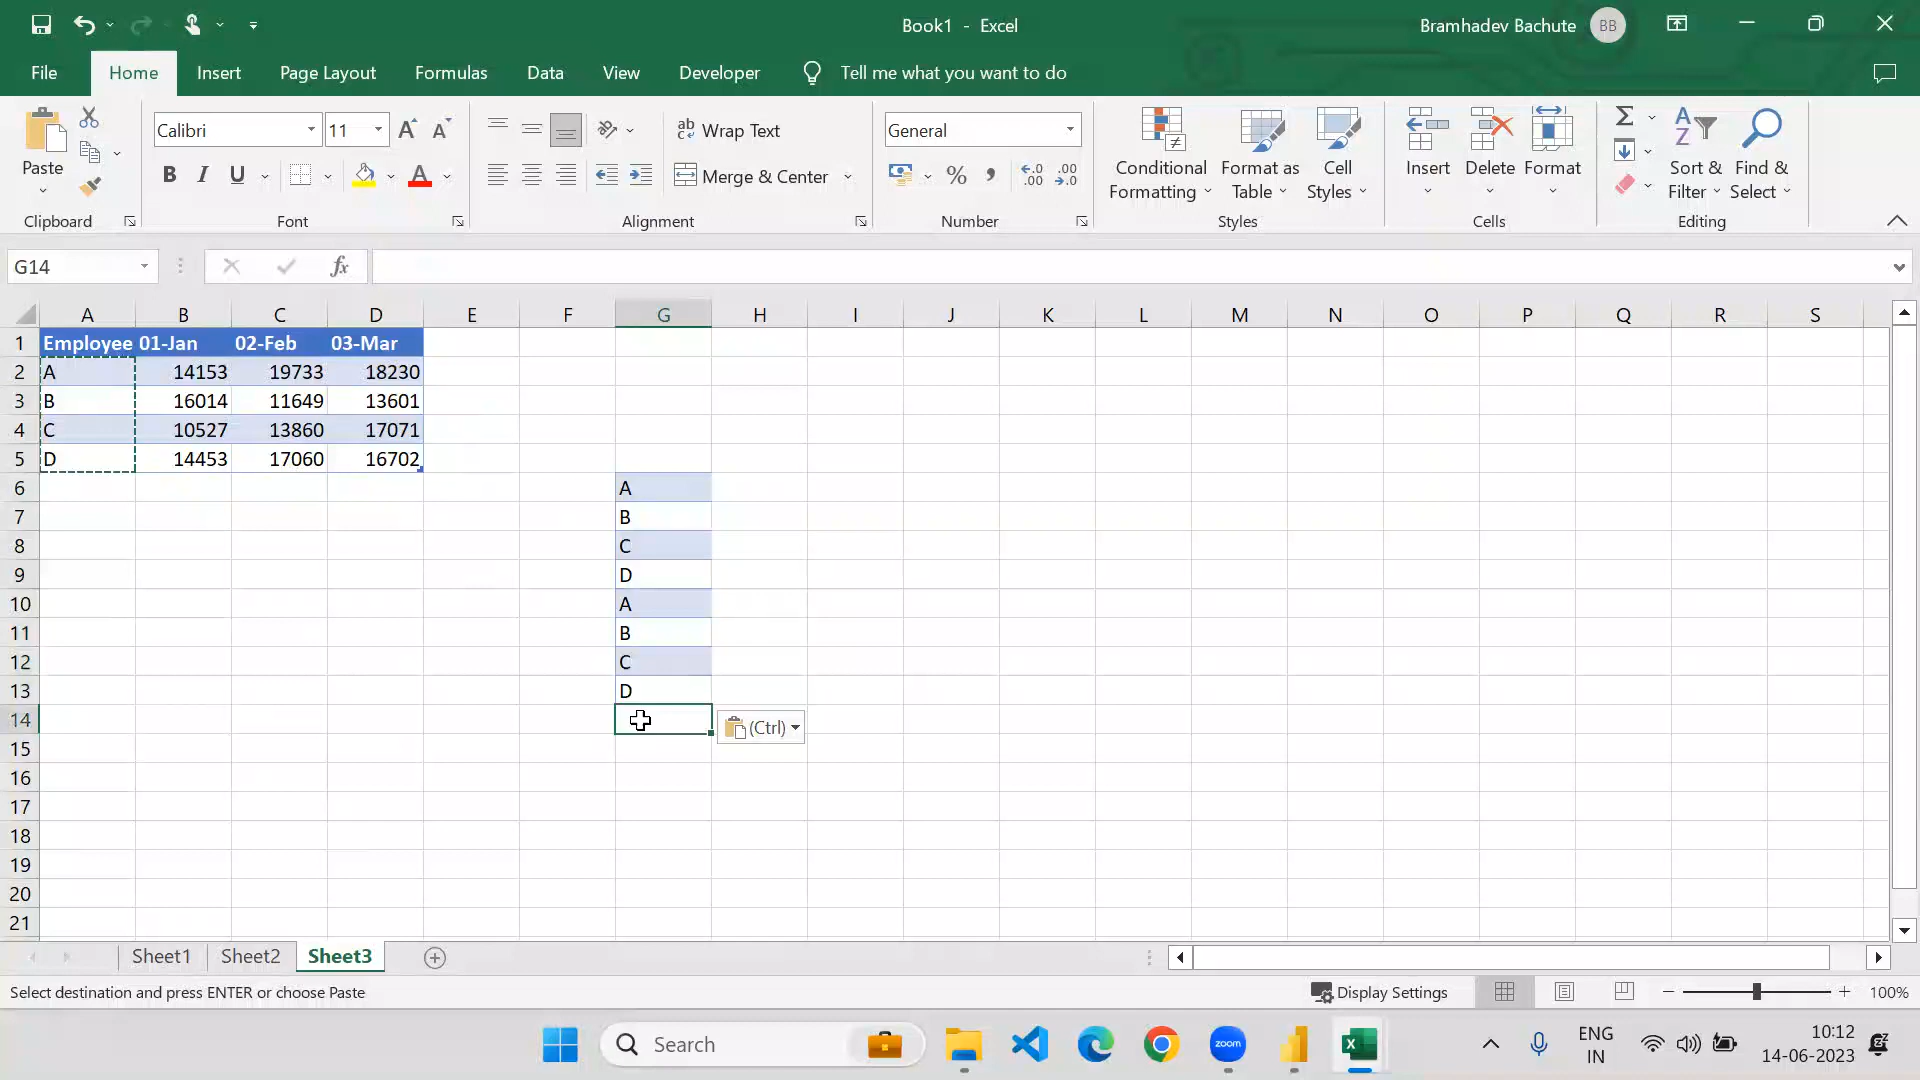 Book1 - Excel
Bramhadev Bachute BB
File Home Insert Page Layout Formulas Data View Developer Tell me what you want to do
Calibri 11 ab Wrap Text General
Paste B I U A Merge & Center % Conditional Formatting Format as Table Cell Styles Insert Delete Format Sort & Filter Find & Select
Clipboard Font Alignment Number Styles Cells Editing
G14 fx
A B C D E F G H I J K L M N O P Q R S
1 Employee 01-Jan 02-Feb 03-Mar
2 A 14153 19733 18230
3 B 16014 11649 13601
4 C 10527 13860 17071
5 D 14453 17060 16702
6 A
7 B
8 C
9 D
10 A
11 B
12 C
13 D
14 (Ctrl)
15
16
17
18
19
20
21
Sheet1 Sheet2 Sheet3
Select destination and press ENTER or choose Paste Display Settings 100%
Search zoom ENG 10:12
IN 14-06-2023